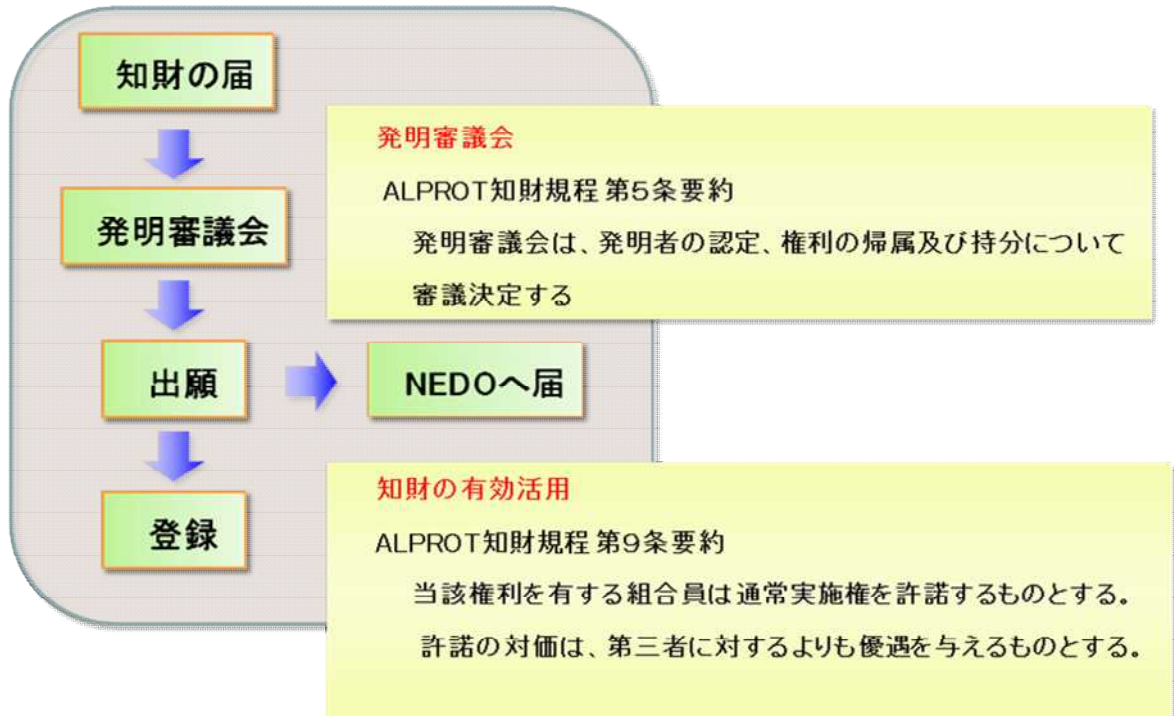 知財の届
発明審議会
出願
NEDOへ届
登録
発明審議会
ALPROT知財規程 第5条要約
発明審議会は、発明者の認定、権利の帰属及び持分について
審議決定する
知財の有効活用
ALPROT知財規程 第9条要約
当該権利を有する組合員は通常実施権を許諾するものとする。
許諾の対価は、第三者に対するよりも優遇を与えるものとする。